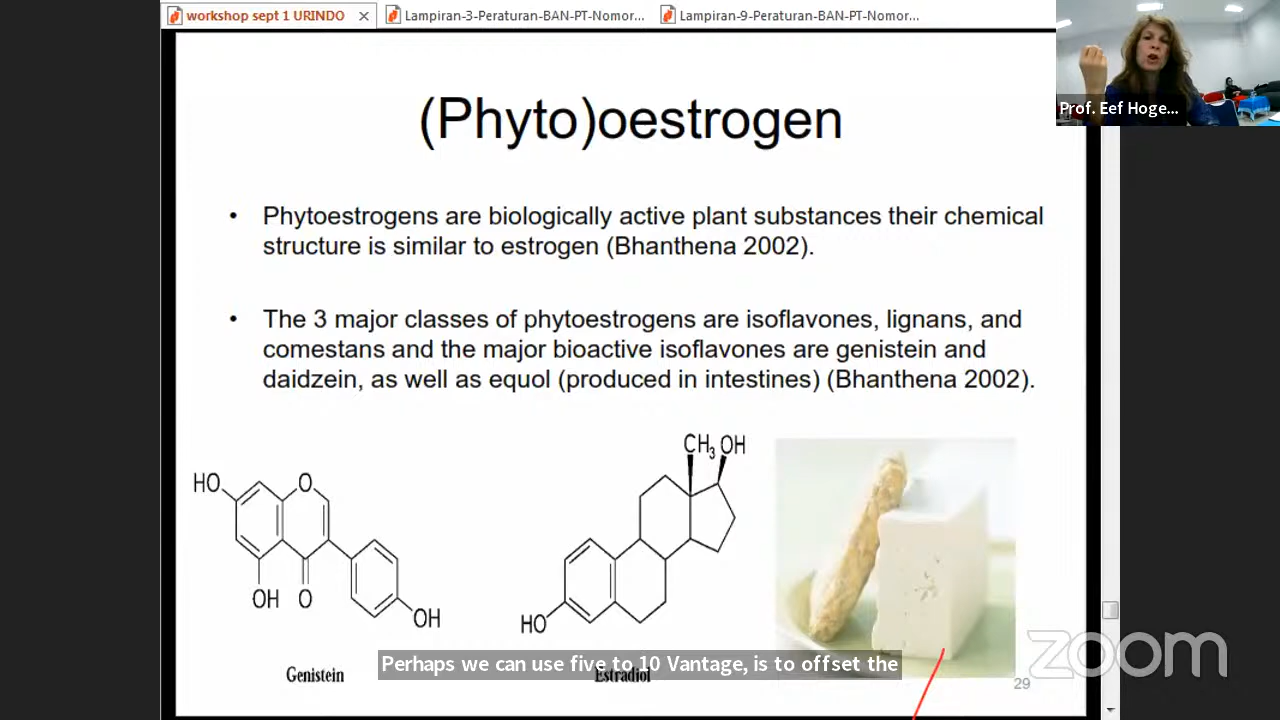 workshop sept 1 URINDO
Lampiran-3-Peraturan-BAN-PT-Nomor...
Lampiran-9-Peraturan-BAN-PT-Nomor...
Prof. Eef Hoge...
(Phyto)oestrogen
• Phytoestrogens are biologically active plant substances their chemical
structure is similar to estrogen (Bhanthena 2002).
• The 3 major classes of phytoestrogens are isoflavones, lignans, and
comestans and the major bioactive isoflavones are genistein and
daidzein, as well as equol (produced in intestines) (Bhanthena 2002).
HO
O
OH
O
OH
Genistein
CH3 OH
HO
Estradiol
Perhaps we can use five to 10 Vantage, is to offset the
29
zoom